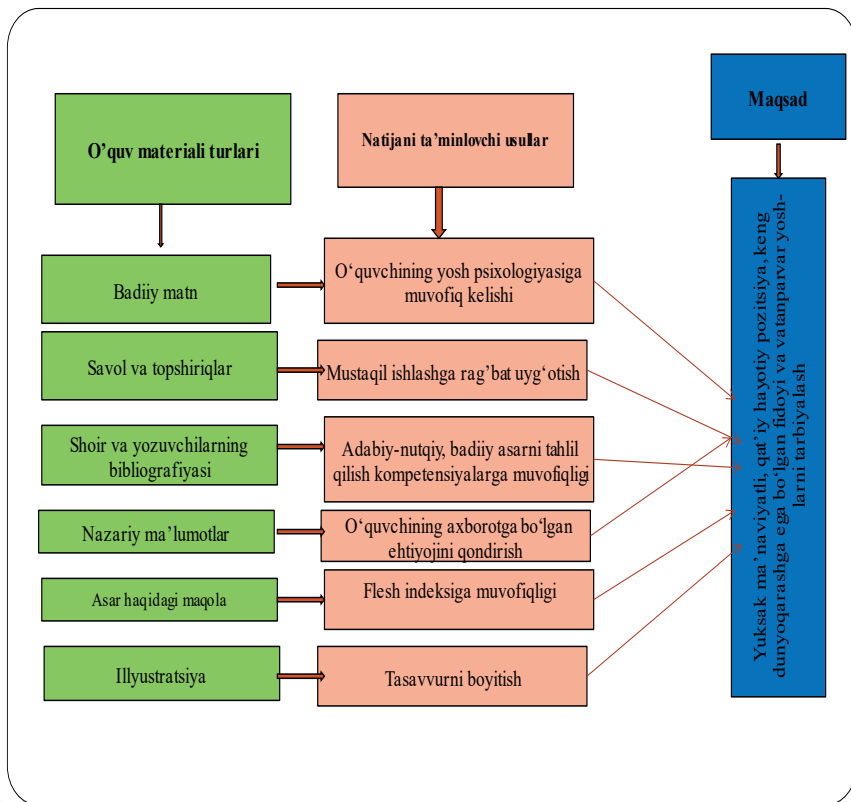 O’quv materiali turlari
Natijani ta’minlovchi usullar
Maqsad
Badiiy matn
O‘quvchining yosh psixologiyasiga
muvofiq kelishi
Savol va topshiriqlar
Mustaqil ishlashga rag’bat uyg‘otish
Shoir va yozuvchilarning
bibliografiyasi
Adabiy-nutqiy, badiiy asarni tahlil
qilish kompetensiyalarga muvofiqligi
Nazariy ma’lumotlar
O‘quvchining axborotga bo‘lgan
ehtiyojini qondirish
Asar haqidagi maqola
Flesh indeksiga muvofiqligi
Illyustratsiya
Tasavvurni boyitish
Yuksak ma’naviyatli, qat’iy hayotiy pozitsiya, keng
dunyoqarashga ega bo‘lgan fidoyi va vatanparvar yosh-
larni tarbiyalash